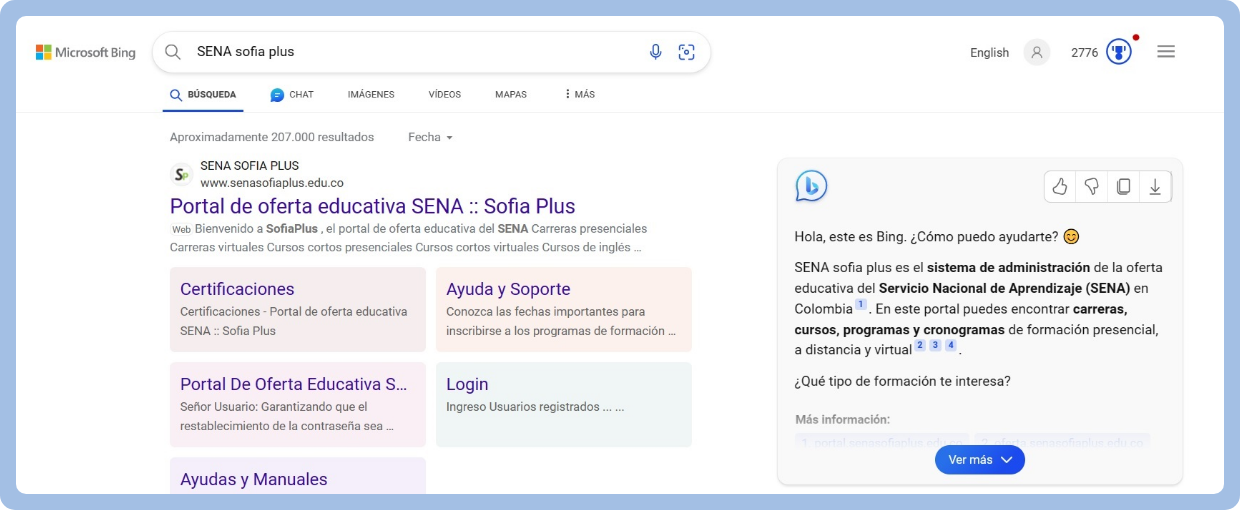 Microsoft Bing
SENA sofia plus
English
2776
BÚSQUEDA
CHAT
IMÁGENES
VÍDEOS
MAPAS
MÁS
Aproximadamente 207.000 resultados
Fecha
SP
SENA SOFIA PLUS
www.senasofiaplus.edu.co
Portal de oferta educativa SENA :: Sofia Plus
Web Bienvenido a SofiaPlus , el portal de oferta educativa del SENA Carreras presenciales
Carreras virtuales Cursos cortos presenciales Cursos cortos virtuales Cursos de inglés ...
Certificaciones
Certificaciones - Portal de oferta educativa
SENA :: Sofia Plus
Ayuda y Soporte
Conozca las fechas importantes para
inscribirse a los programas de formación ...
Portal De Oferta Educativa S...
Señor Usuario: Garantizando que el
restablecimiento de la contraseña sea ...
Login
Ingreso Usuarios registrados ... ...
Ayudas y Manuales
b
Hola, este es Bing. ¿Cómo puedo ayudarte? 😊
SENA sofia plus es el sistema de administración de la oferta
educativa del Servicio Nacional de Aprendizaje (SENA) en
Colombia 1 . En este portal puedes encontrar carreras,
cursos, programas y cronogramas de formación presencial,
a distancia y virtual 2 3 4 .
¿Qué tipo de formación te interesa?
Más información:
1. portal.senasofiaplus.edu.co 2. oferta.senasofiaplus.edu.co
Ver más